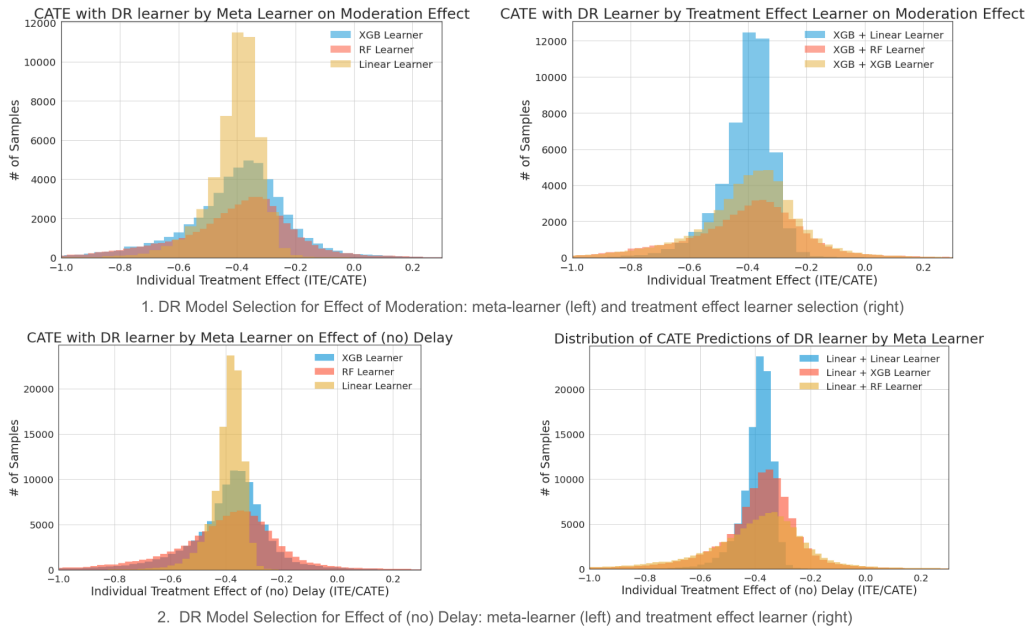 CATE with DR learner by Meta Learner on Moderation Effect
12000
10000
8000
6000
4000
2000
0
# of Samples
XGB Learner
RF Learner
Linear Learner
−1.0 −0.8 −0.6 −0.4 −0.2 0.0 0.2
Individual Treatment Effect (ITE/CATE)
CATE with DR Learner by Treatment Effect Learner on Moderation Effect
12000
10000
8000
6000
4000
2000
0
# of Samples
XGB + Linear Learner
XGB + RF Learner
XGB + XGB Learner
−1.0 −0.8 −0.6 −0.4 −0.2 0.0 0.2
Individual Treatment Effect (ITE/CATE)
1. DR Model Selection for Effect of Moderation: meta-learner (left) and treatment effect learner selection (right)
CATE with DR learner by Meta Learner on Effect of (no) Delay
20000
15000
10000
5000
0
# of Samples
XGB Learner
RF Learner
Linear Learner
−1.0 −0.8 −0.6 −0.4 −0.2 0.0 0.2
Individual Treatment Effect of (no) Delay (ITE/CATE)
Distribution of CATE Predictions of DR learner by Meta Learner
20000
15000
10000
5000
0
# of Samples
Linear + Linear Learner
Linear + XGB Learner
Linear + RF Learner
−1.0 −0.8 −0.6 −0.4 −0.2 0.0 0.2
Individual Treatment Effect of (no) Delay (ITE/CATE)
2. DR Model Selection for Effect of (no) Delay: meta-learner (left) and treatment effect learner (right)